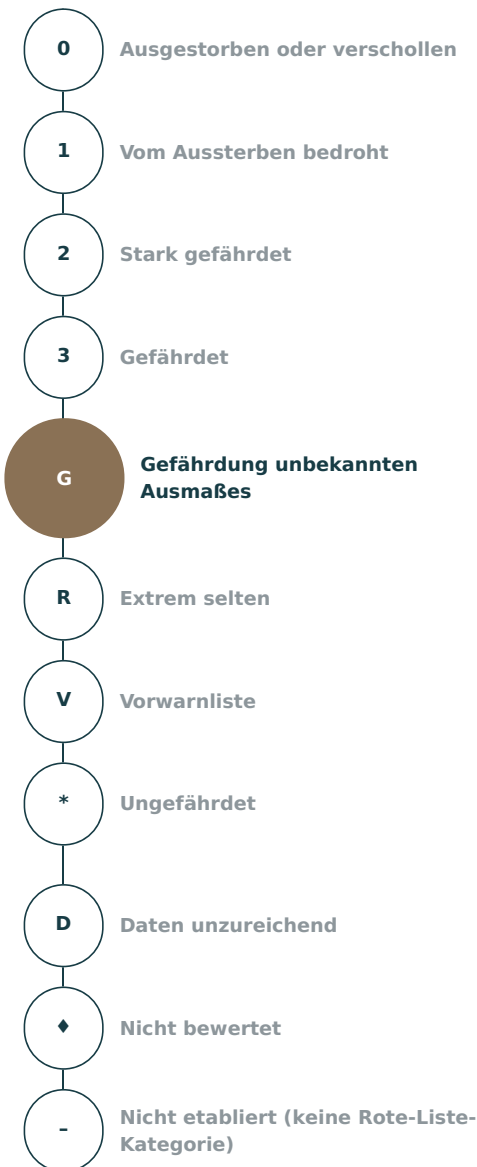 0 Ausgestorben oder verschollen
1 Vom Aussterben bedroht
2 Stark gefährdet
3 Gefährdet
G Gefährdung unbekannten
Ausmaßes
R Extrem selten
V Vorwarnliste
* Ungefährdet
D Daten unzureichend
♦ Nicht bewertet
– Nicht etabliert (keine Rote-Liste-
Kategorie)